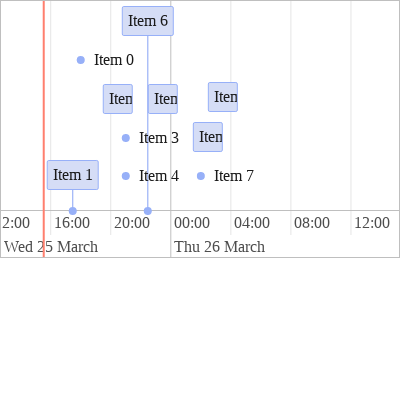 Item 6
Item 0
Iten
Iten
Iten
Item 3
Iten
Item 1
Item 4
Item 7
2:00
16:00
20:00
00:00
04:00
08:00
12:00
Wed 25 March
Thu 26 March